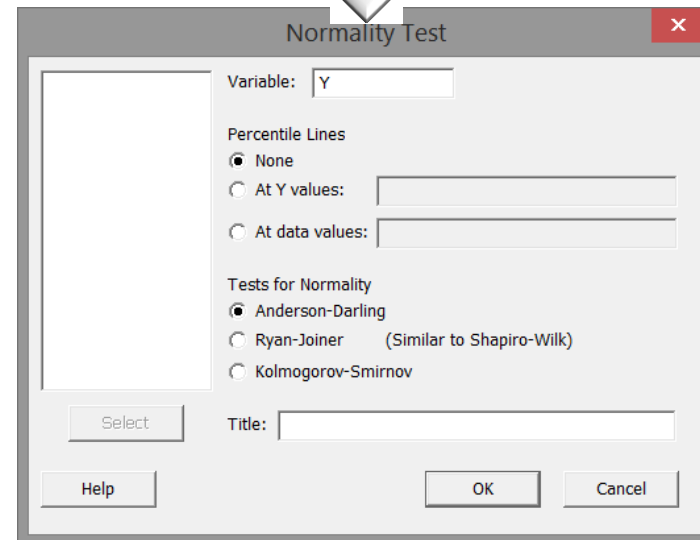 Normality Test
Variable: Y
Percentile Lines
None
At Y values:
At data values:
Tests for Normality
Anderson-Darling
Ryan-Joiner (Similar to Shapiro-Wilk)
Kolmogorov-Smirnov
Select
Title:
Help
OK
Cancel